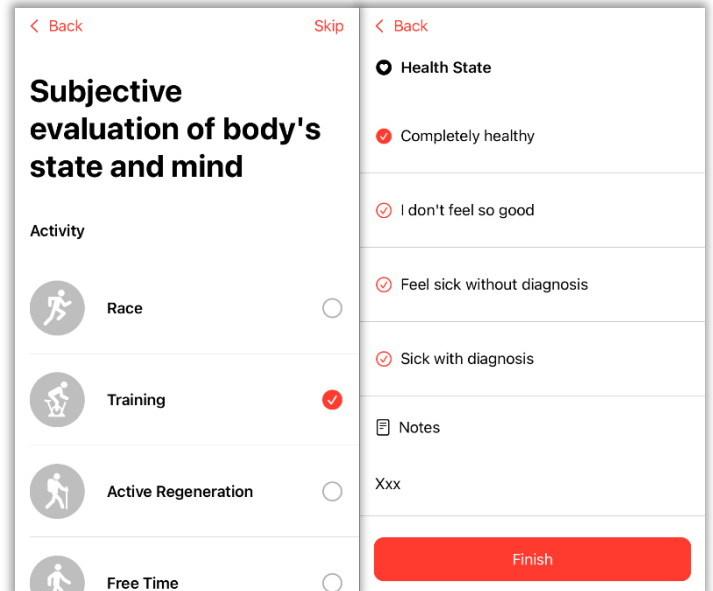 Back
Skip
Subjective
evaluation of body's
state and mind
Activity
Race
Training
Active Regeneration
Free Time
Back
Health State
Completely healthy
I don't feel so good
Feel sick without diagnosis
Sick with diagnosis
Notes
Xxx
Finish